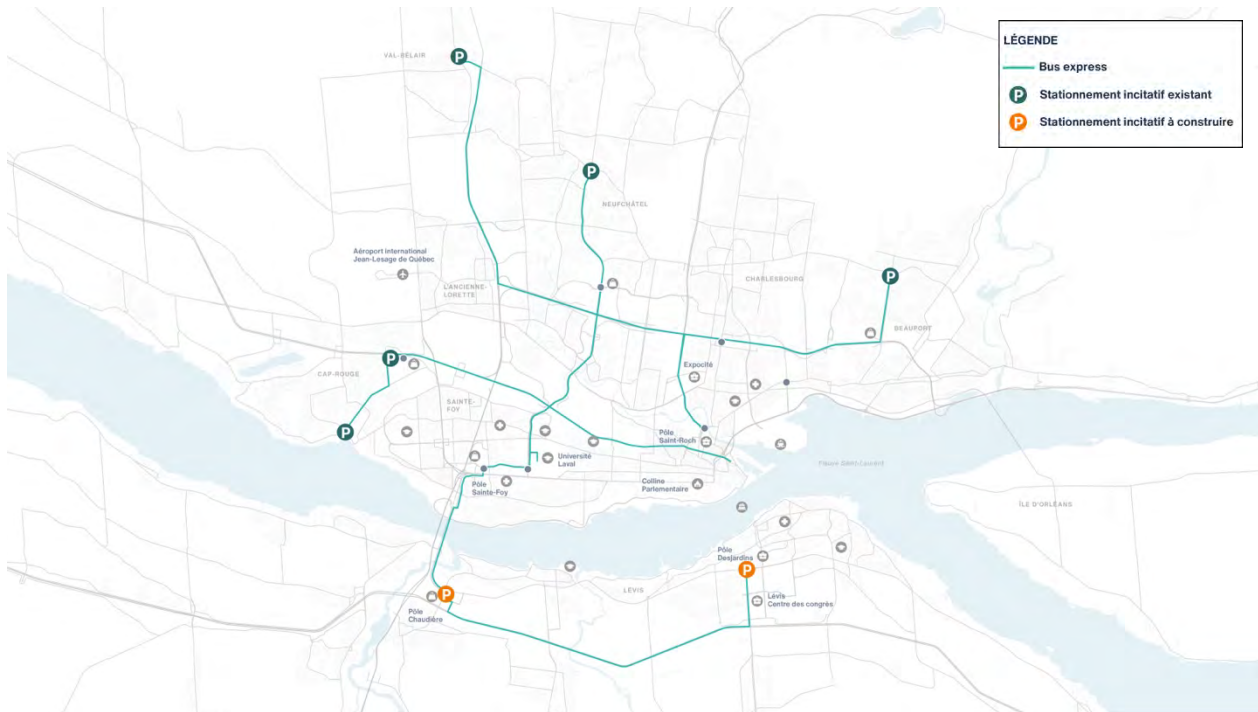 LÉGENDE
Bus express
P Stationnement incitatif existant
P Stationnement incitatif à construire
VAL-BÉLAIR
P
P
NEUFCHÂTEL
Aéroport international
Jean-Lesage de Québec
L'ANCIENNE-
LORETTE
CHARLESBOURG
P
BEAUPORT
P
CAP-ROUGE
Expocité
SAINTE-
FOY
P
Pôle
Saint-Roch
Université
Laval
Pôle
Sainte-Foy
Colline
Parlementaire
ÎLE D'ORLÉANS
Pôle
Desjardins
P
LÉVIS
P
Pôle
Chaudière
Lévis
Centre des congrès